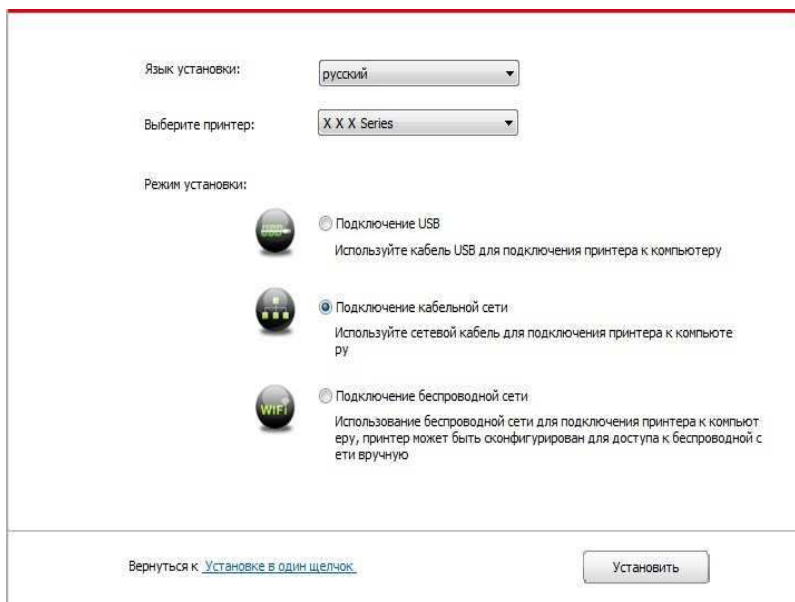 Язык установки: русский
Выберите принтер: X X X Series
Режим установки:
Подключение USB
Используйте кабель USB для подключения принтера к компьютеру
Подключение кабельной сети
Используйте сетевой кабель для подключения принтера к компьюте
ру
WiFi
Подключение беспроводной сети
Использование беспроводной сети для подключения принтера к компьют
еру, принтер может быть сконфигурирован для доступа к беспроводной с
ети вручную
Вернуться к Установке в один щелчок Установить